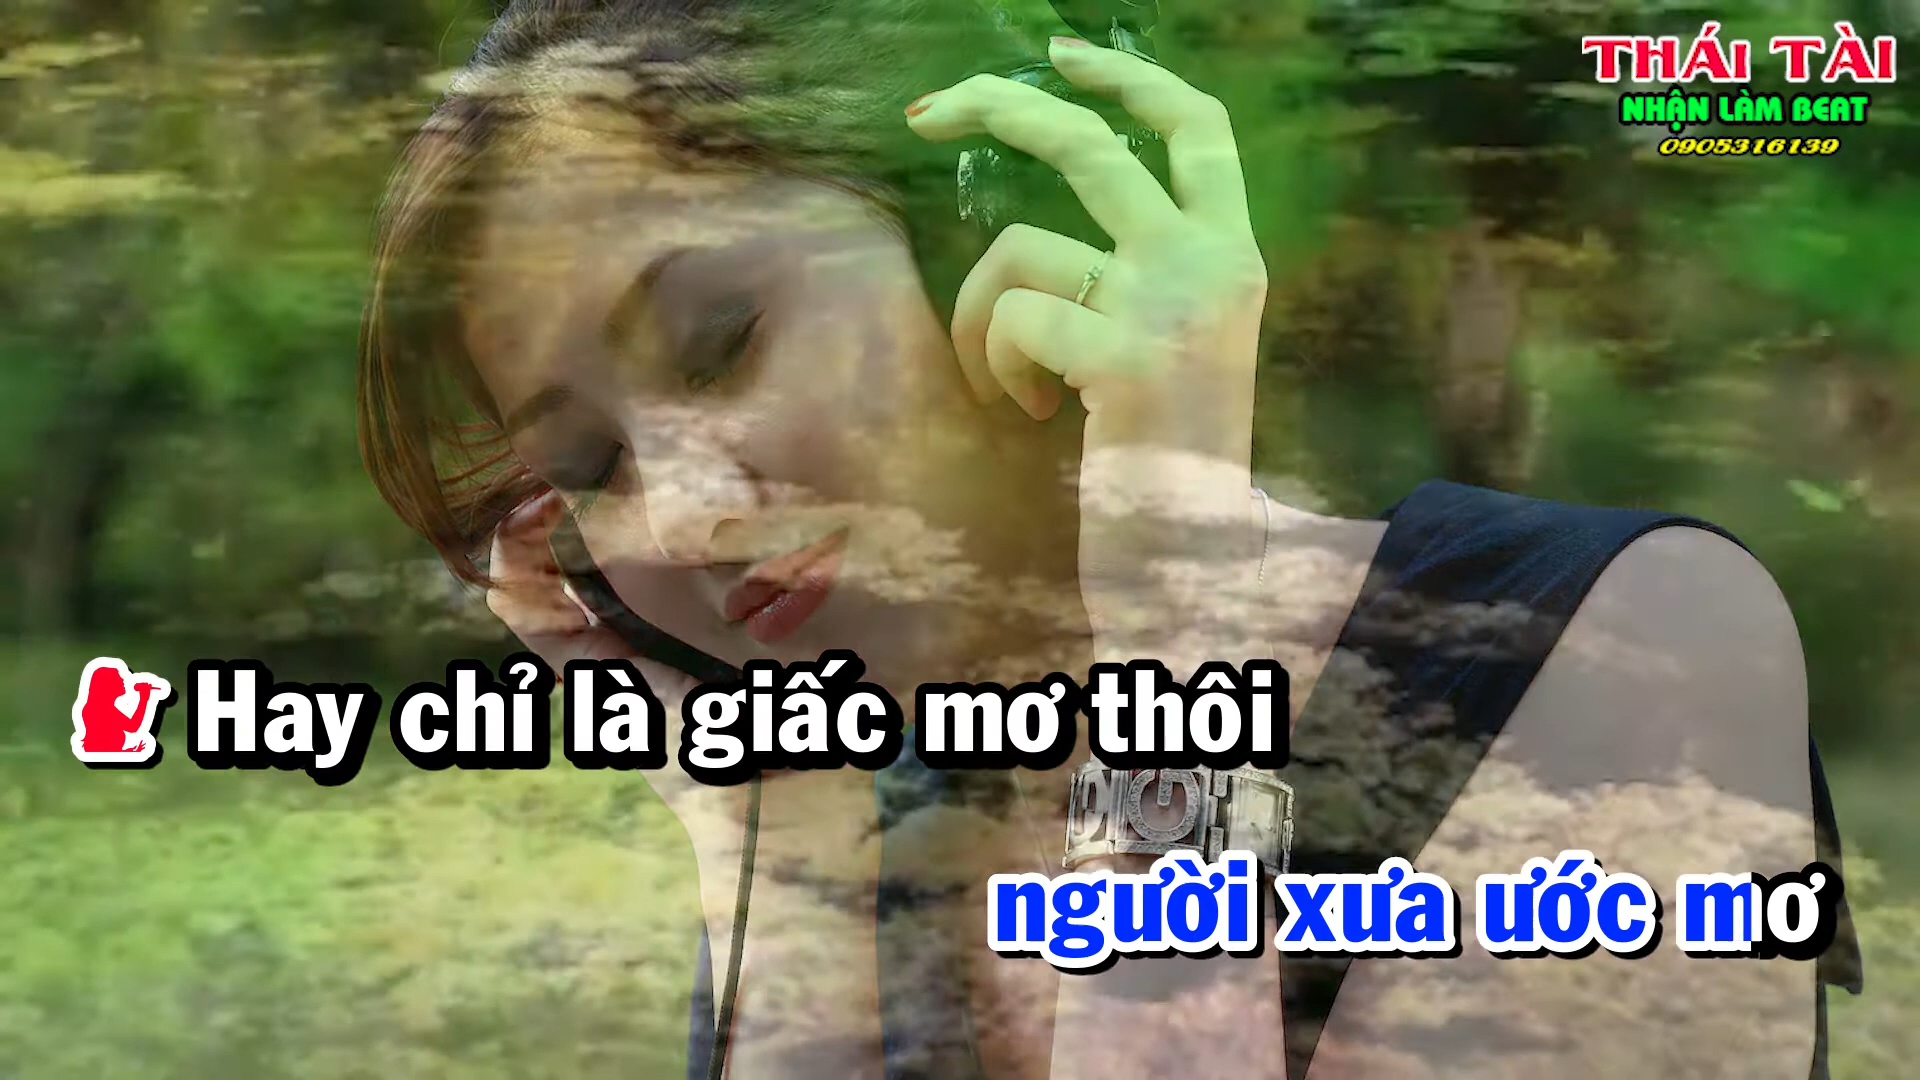 THÁI TÀI
NHẬN LÀM BEAT
0905316139
Hay chỉ là giấc mơ thôi
người xưa ước mơ